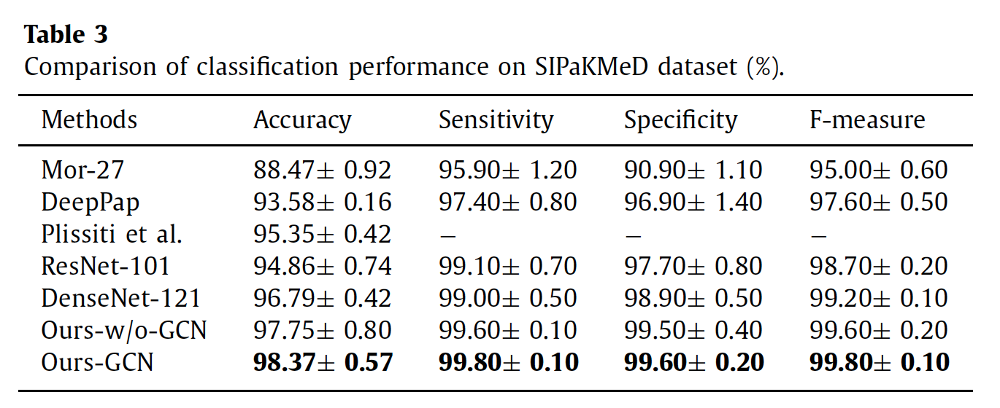 Table 3
Comparison of classification performance on SIPaKMeD dataset (%).
Methods Accuracy Sensitivity Specificity F-measure
Mor-27 88.47± 0.92 95.90± 1.20 90.90± 1.10 95.00± 0.60
DeepPap 93.58± 0.16 97.40± 0.80 96.90± 1.40 97.60± 0.50
Plissiti et al. 95.35± 0.42 – – –
ResNet-101 94.86± 0.74 99.10± 0.70 97.70± 0.80 98.70± 0.20
DenseNet-121 96.79± 0.42 99.00± 0.50 98.90± 0.50 99.20± 0.10
Ours-w/o-GCN 97.75± 0.80 99.60± 0.10 99.50± 0.40 99.60± 0.20
Ours-GCN 98.37± 0.57 99.80± 0.10 99.60± 0.20 99.80± 0.10